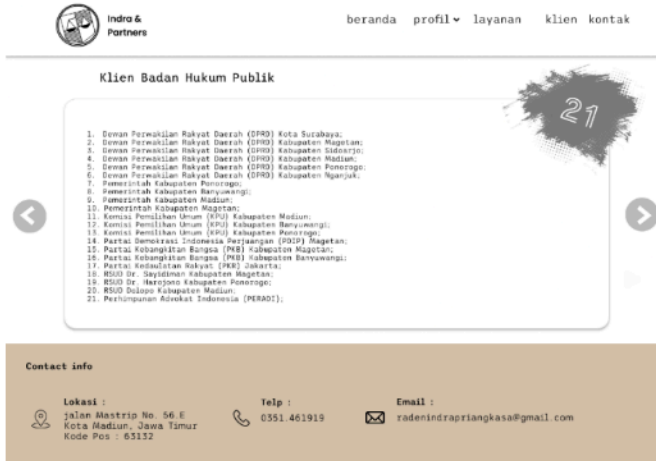 Indra &
Partners
beranda profil layanan klien kontak
Klien Badan Hukum Publik
21
1. Dewan Perwakilan Rakyat Daerah (DPRD) Kota Surabaya;
2. Dewan Perwakilan Rakyat Daerah (DPRD) Kabupaten Magetan;
3. Dewan Perwakilan Rakyat Daerah (DPRD) Kabupaten Sidoarjo;
4. Dewan Perwakilan Rakyat Daerah (DPRD) Kabupaten Madiun;
5. Dewan Perwakilan Rakyat Daerah (DPRD) Kabupaten Ponorogo;
6. Dewan Perwakilan Rakyat Daerah (DPRD) Kabupaten Nganjuk;
7. Pemerintah Kabupaten Ponorogo;
8. Pemerintah Kabupaten Banyuwangi;
9. Pemerintah Kabupaten Madiun;
10. Pemerintah Kabupaten Magetan;
11. Komisi Pemilihan Umum (KPU) Kabupaten Madiun;
12. Komisi Pemilihan Umum (KPU) Kabupaten Banyuwangi;
13. Komisi Pemilihan Umum (KPU) Kabupaten Ponorogo;
14. Partai Demokrasi Indonesia Perjuangan (PDIP) Magetan;
15. Partai Kebangkitan Bangsa (PKB) Kabupaten Magetan;
16. Partai Kebangkitan Bangsa (PKB) Kabupaten Banyuwangi;
17. Partai Kedaulatan Rakyat (PKR) Jakarta;
18. RSUD Dr. Sayidiman Kabupaten Magetan;
19. RSUD Dr. Harojono Kabupaten Ponorogo;
20. RSUD Dolopo Kabupaten Madiun;
21. Perhimpunan Advokat Indonesia (PERADI);
Contact info
Lokasi :
jalan Mastrip No. 56.E
Kota Madiun, Jawa Timur
Kode Pos : 63132
Telp :
0351.461919
Email :
radenindrapriangkasa@gmail.com